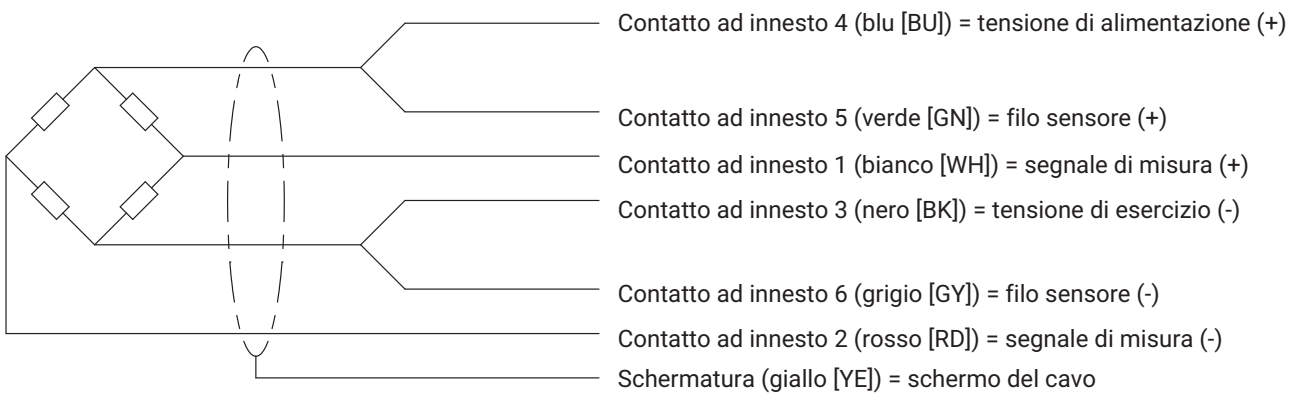 Contatto ad innesto 4 (blu [BU]) = tensione di alimentazione (+)
Contatto ad innesto 5 (verde [GN]) = filo sensore (+)
Contatto ad innesto 1 (bianco [WH]) = segnale di misura (+)
Contatto ad innesto 3 (nero [BK]) = tensione di esercizio (-)
Contatto ad innesto 6 (grigio [GY]) = filo sensore (-)
Contatto ad innesto 2 (rosso [RD]) = segnale di misura (-)
Schermatura (giallo [YE]) = schermo del cavo